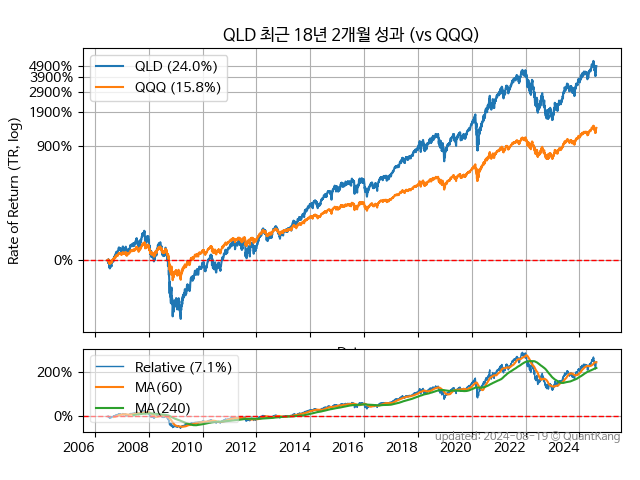 QLD 최근 18년 2개월 성과 (vs QQQ)
Rate of Return (TR, log)
4900%
3900%
2900%
1900%
900%
0%
QLD (24.0%)
QQQ (15.8%)
200%
0%
Relative (7.1%)
MA(60)
MA(240)
updated: 2024-08-19 © QuantKang
2006 2008 2010 2012 2014 2016 2018 2020 2022 2024